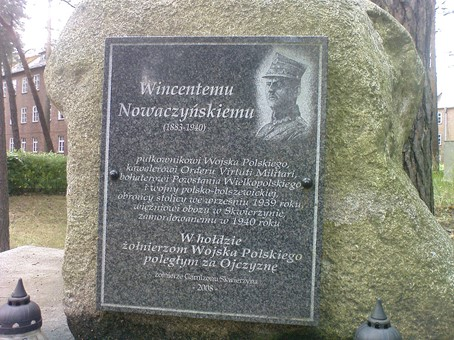 Wincentemu
Nowaczyńskiemu
(1883-1940)
pułkownikowi Wojska Polskiego,
kawalerowi Orderu Virtuti Militari,
bohaterowi Powstania Wielkopolskiego
i wojny polsko-bolszewickiej,
obrońcy stolicy we wrześniu 1939 roku,
więźniowi obozu w Skwierzynie,
zamordowanemu w 1940 roku
W hołdzie
żołnierzom Wojska Polskiego
poległym za Ojczyznę
żołnierze Garnizonu Skwierzyna
- 2008 -